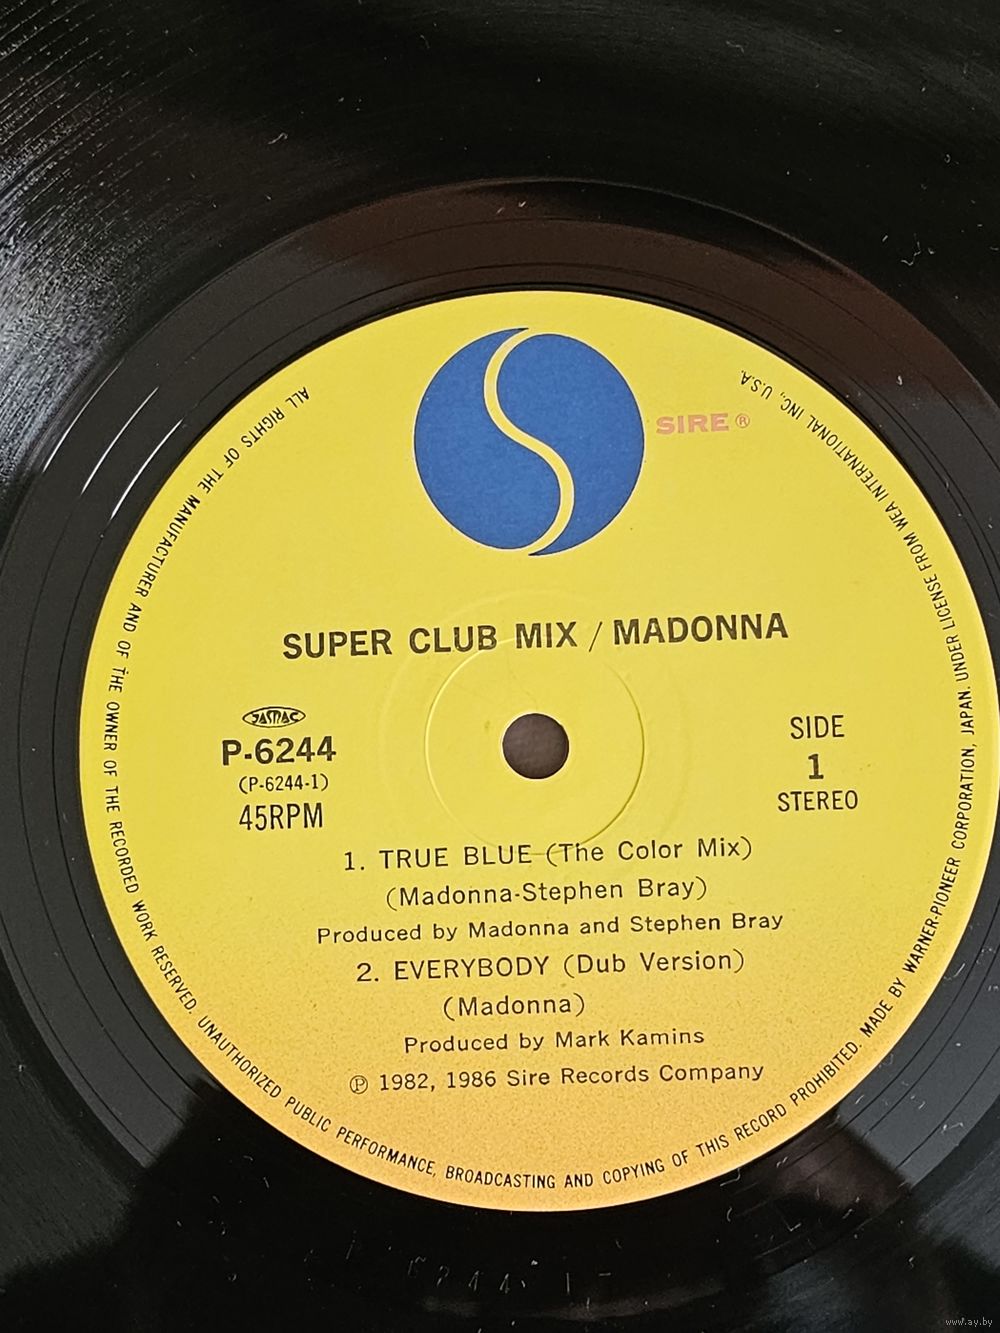 SIRE ®
SUPER CLUB MIX / MADONNA
JASRAC
P-6244
(P-6244-1)
45RPM
SIDE
1
STEREO
1. TRUE BLUE (The Color Mix)
(Madonna-Stephen Bray)
Produced by Madonna and Stephen Bray
2. EVERYBODY (Dub Version)
(Madonna)
Produced by Mark Kamins
℗ 1982, 1986 Sire Records Company
ALL RIGHTS OF THE MANUFACTURER AND OF THE OWNER OF THE RECORDED WORK RESERVED. UNAUTHORIZED PUBLIC PERFORMANCE, BROADCASTING AND COPYING OF THIS RECORD PROHIBITED. MADE BY WARNER-PIONEER CORPORATION, JAPAN. UNDER LICENSE FROM WEA INTERNATIONAL INC., U.S.A.
www.ay.by